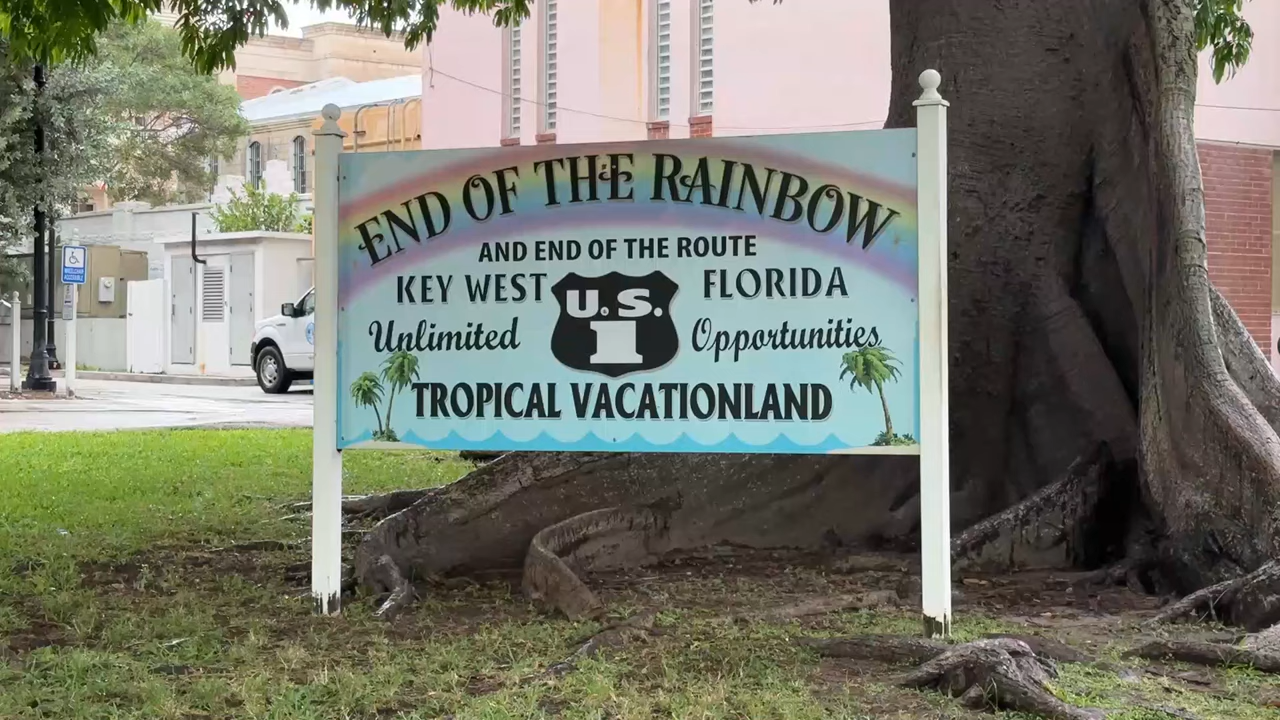 END OF THE RAINBOW
AND END OF THE ROUTE
KEY WEST FLORIDA
U.S.
1
Unlimited Opportunities
TROPICAL VACATIONLAND